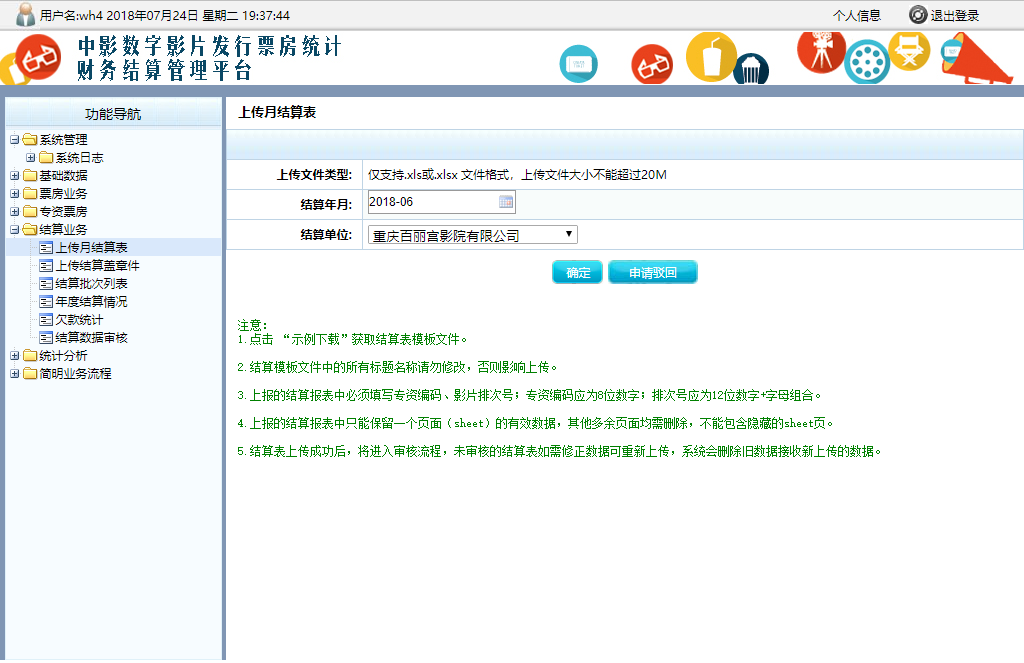 用户名:wh4 2018年07月24日 星期二 19:37:44
个人信息
退出登录
中影数字影片发行票房统计
财务结算管理平台
功能导航
系统管理
系统日志
基础数据
票房业务
专资票房
结算业务
上传月结算表
上传结算盖章件
结算批次列表
年度结算情况
欠款统计
结算数据审核
统计分析
简明业务流程
上传月结算表
上传文件类型: 仅支持.xls或.xlsx 文件格式，上传文件大小不能超过20M
结算年月: 2018-06
结算单位: 重庆百丽宫影院有限公司
确定 申请驳回
注意：
1.点击 “示例下载”获取结算表模板文件。
2.结算模板文件中的所有标题名称请勿修改，否则影响上传。
3.上报的结算报表中必须填写专资编码、影片排次号；专资编码应为8位数字；排次号应为12位数字+字母组合。
4.上报的结算报表中只能保留一个页面（sheet）的有效数据，其他多余页面均需删除，不能包含隐藏的sheet页。
5.结算表上传成功后，将进入审核流程，未审核的结算表如需修正数据可重新上传，系统会删除旧数据接收新上传的数据。